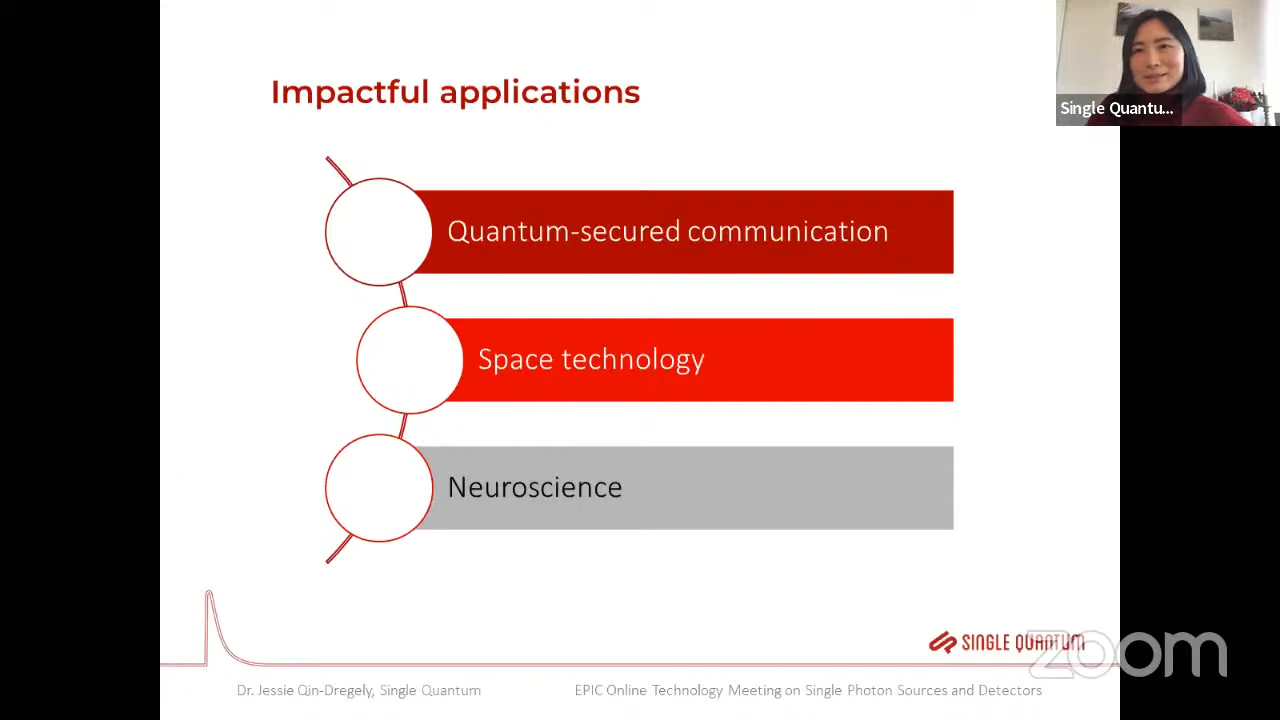 Impactful applications
Single Quantu...
Quantum-secured communication
Space technology
Neuroscience
SINGLE QUANTUM
zoom
Dr. Jessie Qin-Dregely, Single Quantum
EPIC Online Technology Meeting on Single Photon Sources and Detectors